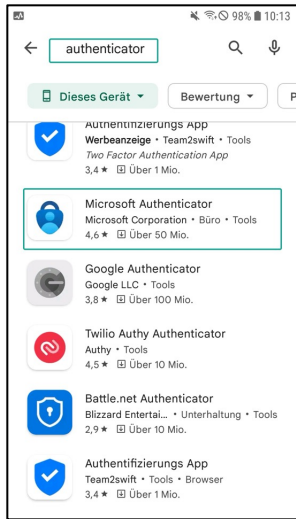 98% 10:13
authenticator
Dieses Gerät Bewertung P
Authentifizierungs App
Werbeanzeige • Team2swift • Tools
Two Factor Authentication App
3,4★ Über 1 Mio.
Microsoft Authenticator
Microsoft Corporation • Büro • Tools
4,6★ Über 50 Mio.
Google Authenticator
Google LLC • Tools
3,8★ Über 100 Mio.
Twilio Authy Authenticator
Authy • Tools
4,5★ Über 10 Mio.
Battle.net Authenticator
Blizzard Entertai... • Unterhaltung • Tools
2,9★ Über 10 Mio.
Authentifizierungs App
Team2swift • Tools • Browser
3,4★ Über 1 Mio.